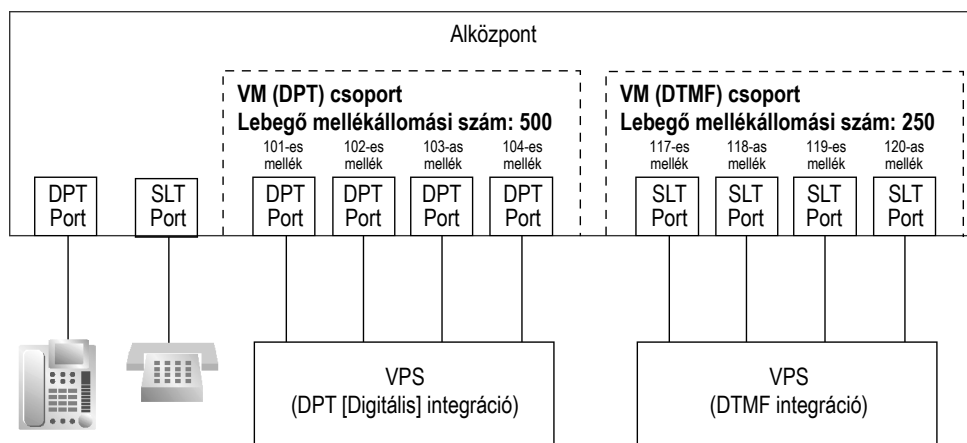 Alközpont
VM (DPT) csoport
Lebegő mellékállomási szám: 500
101-es mellék
102-es mellék
103-as mellék
104-es mellék
VM (DTMF) csoport
Lebegő mellékállomási szám: 250
117-es mellék
118-as mellék
119-es mellék
120-as mellék
DPT Port
SLT Port
DPT Port
DPT Port
DPT Port
DPT Port
SLT Port
SLT Port
SLT Port
SLT Port
VPS
(DPT [Digitális] integráció)
VPS
(DTMF integráció)